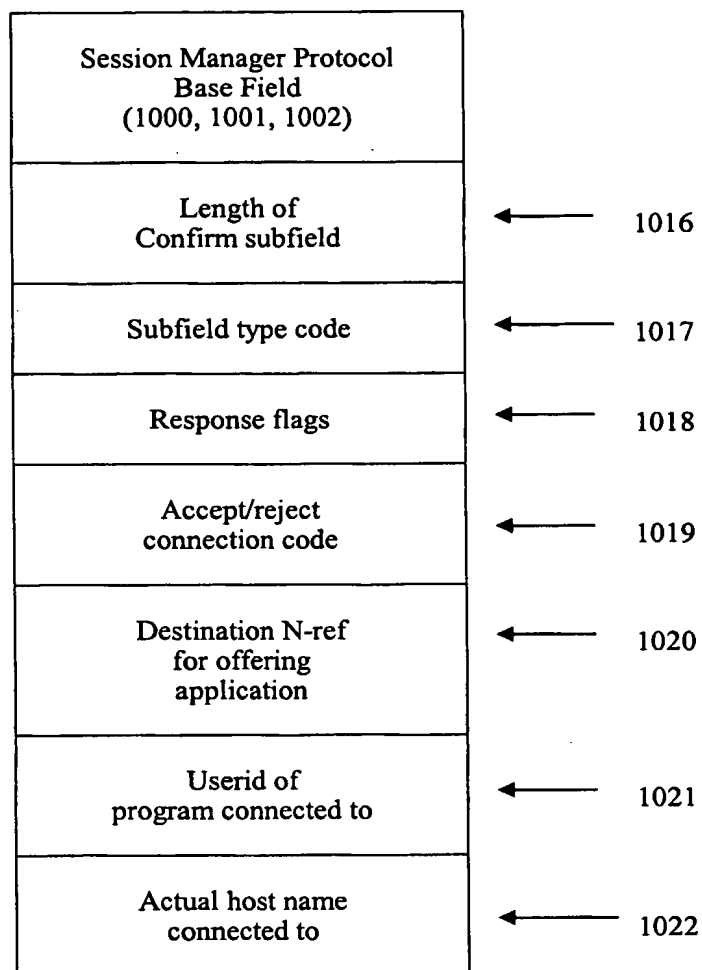 Session Manager Protocol
Base Field
(1000, 1001, 1002)
Length of
Confirm subfield
1016
Subfield type code
1017
Response flags
1018
Accept/reject
connection code
1019
Destination N-ref
for offering
application
1020
Userid of
program connected to
1021
Actual host name
connected to
1022